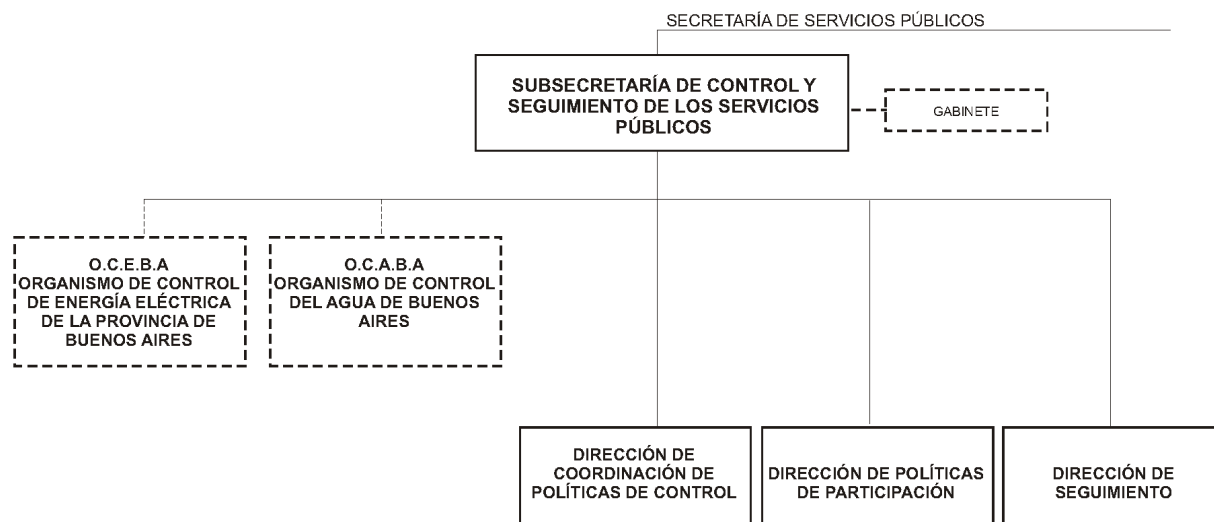 SECRETARÍA DE SERVICIOS PÚBLICOS
SUBSECRETARÍA DE CONTROL Y
SEGUIMIENTO DE LOS SERVICIOS
PÚBLICOS
GABINETE
O.C.E.B.A
ORGANISMO DE CONTROL
DE ENERGÍA ELÉCTRICA
DE LA PROVINCIA DE
BUENOS AIRES
O.C.A.B.A
ORGANISMO DE CONTROL
DEL AGUA DE BUENOS
AIRES
DIRECCIÓN DE
COORDINACIÓN DE
POLÍTICAS DE CONTROL
DIRECCIÓN DE POLÍTICAS
DE PARTICIPACIÓN
DIRECCIÓN DE
SEGUIMIENTO